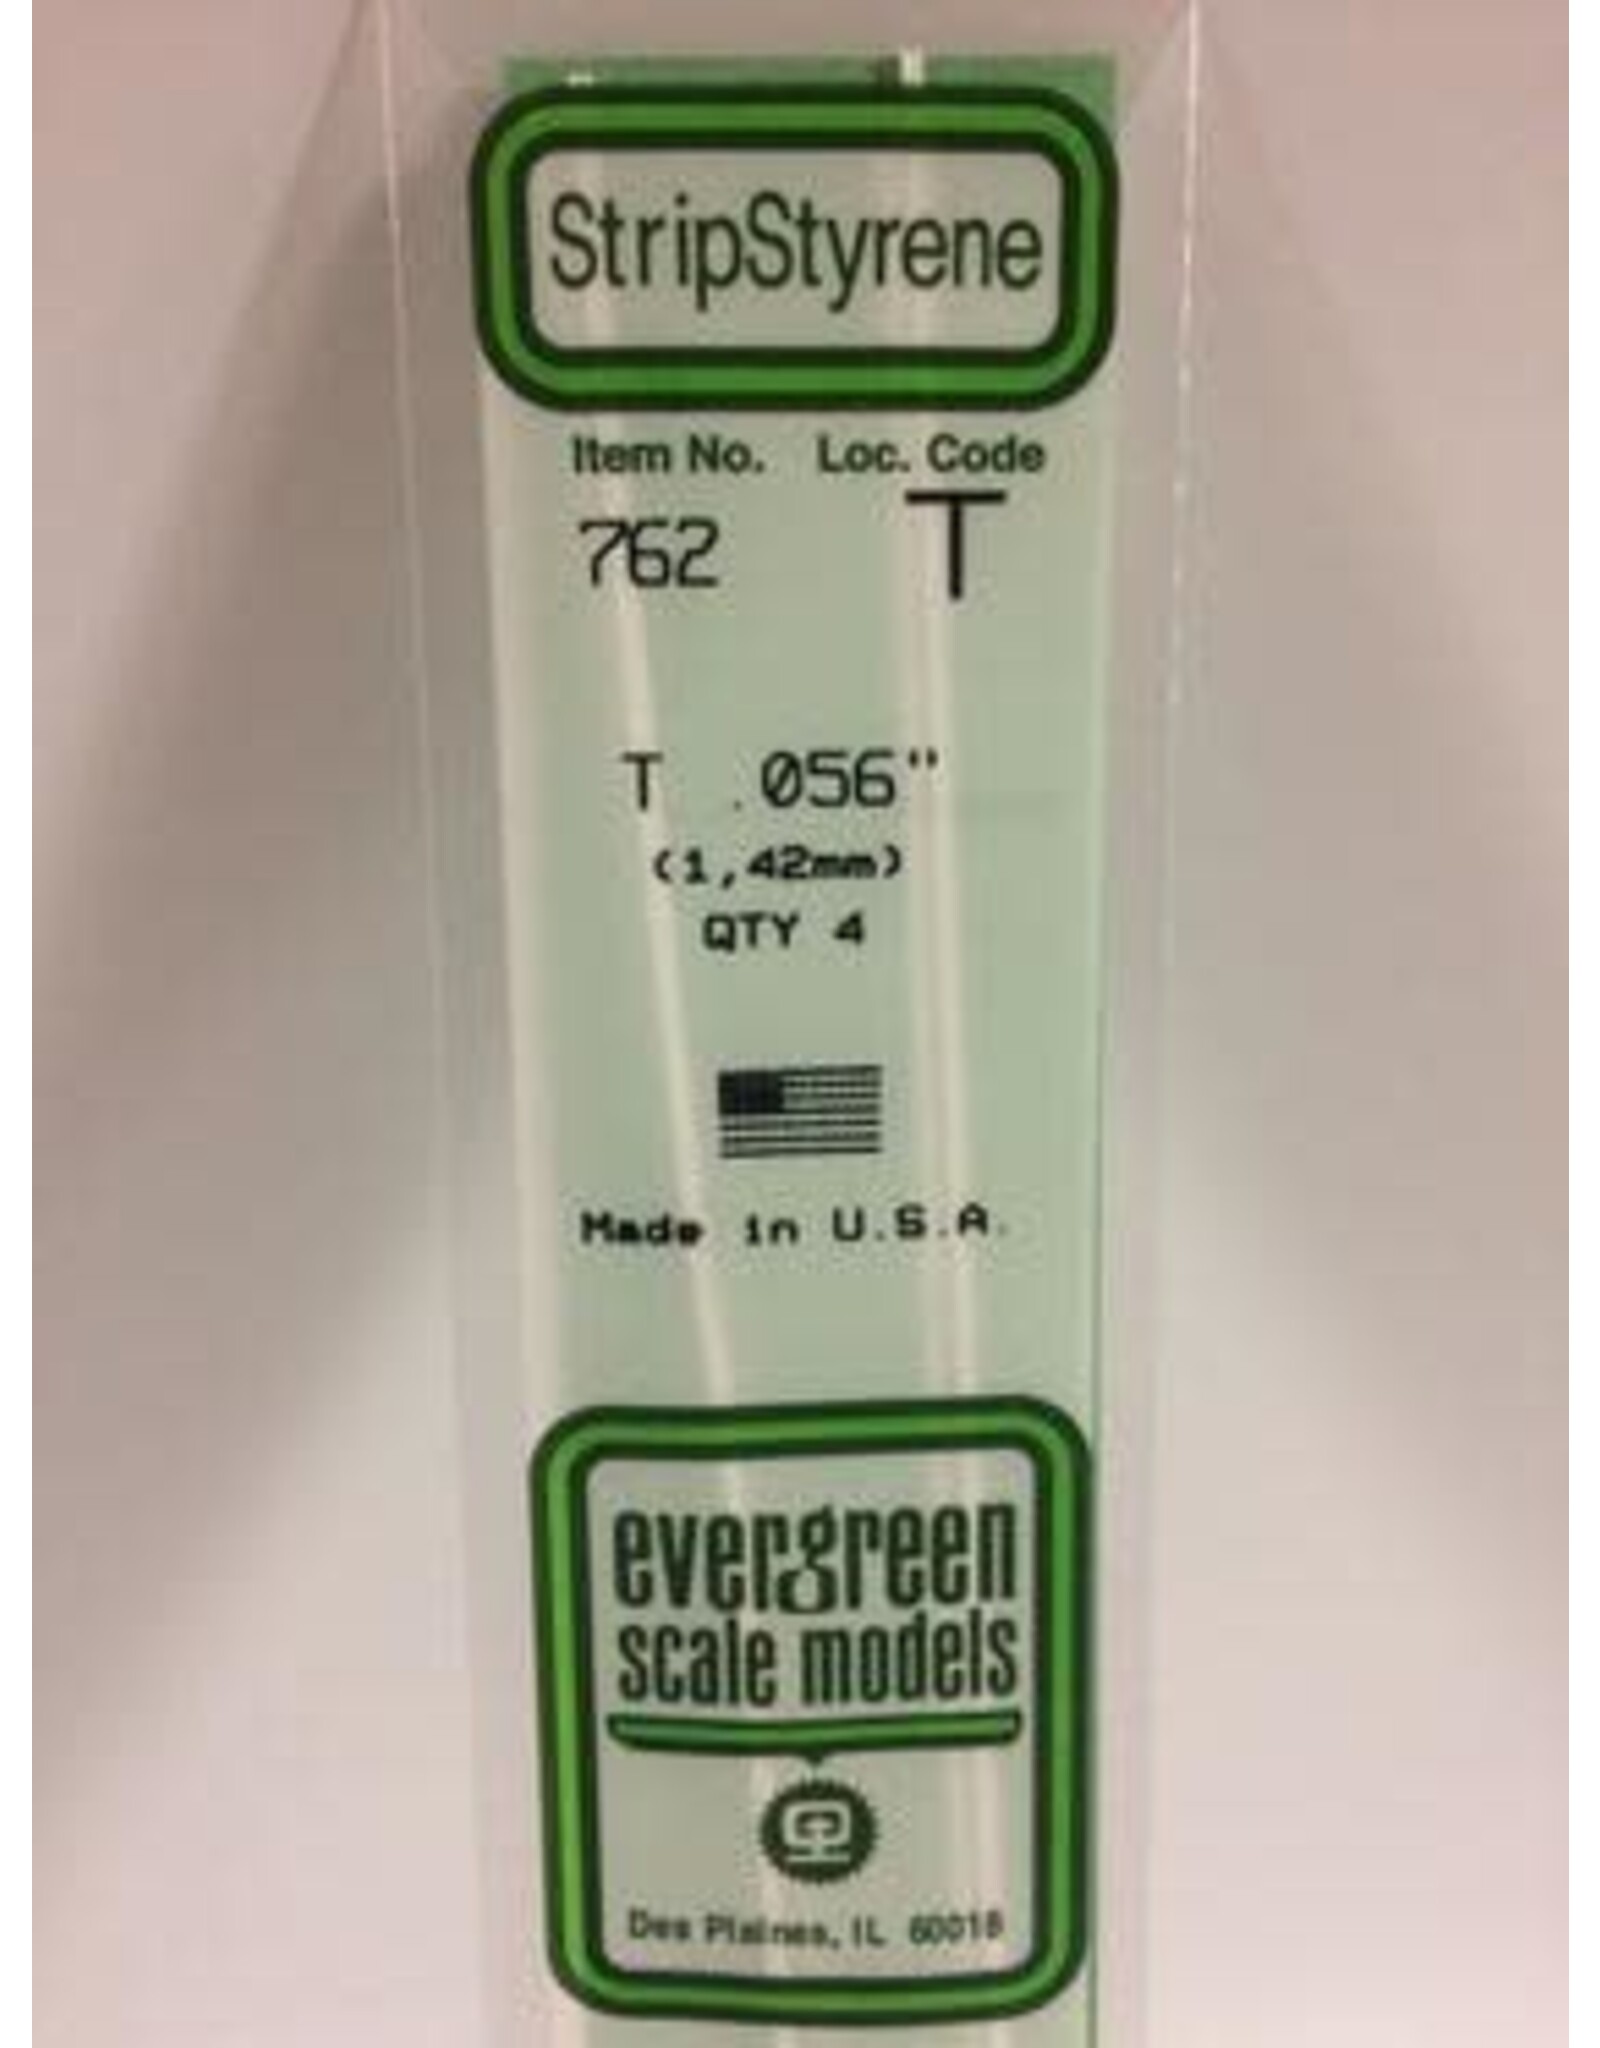 StripStyrene
Item No. Loc. Code
762 T
T .056"
(1,42mm)
QTY 4
Made in U.S.A.
evergreen
scale models
Des Plaines, IL 60018